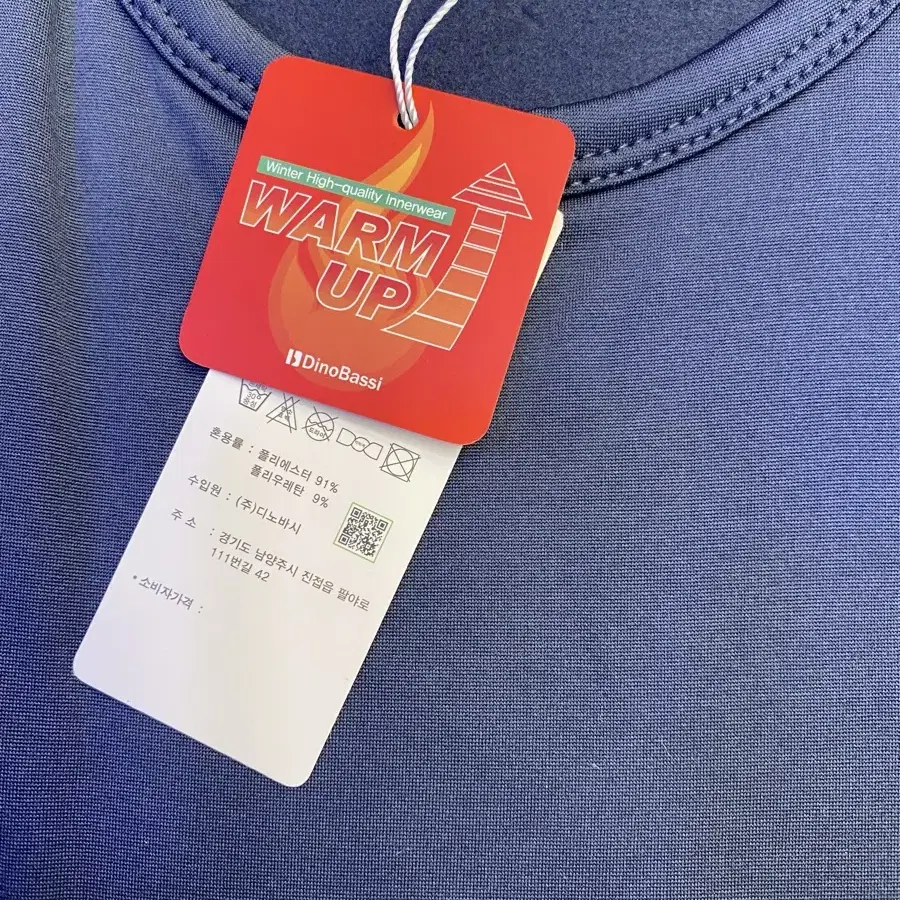 Winter High-quality Innerwear
WARM
UP
DinoBassi
혼용률 : 폴리에스터 91%
폴리우레탄 9%
수입원 : (주)디노바시
주 소 : 경기도 남양주시 진접읍 팔야로
111번길 42
*소비자가격 :